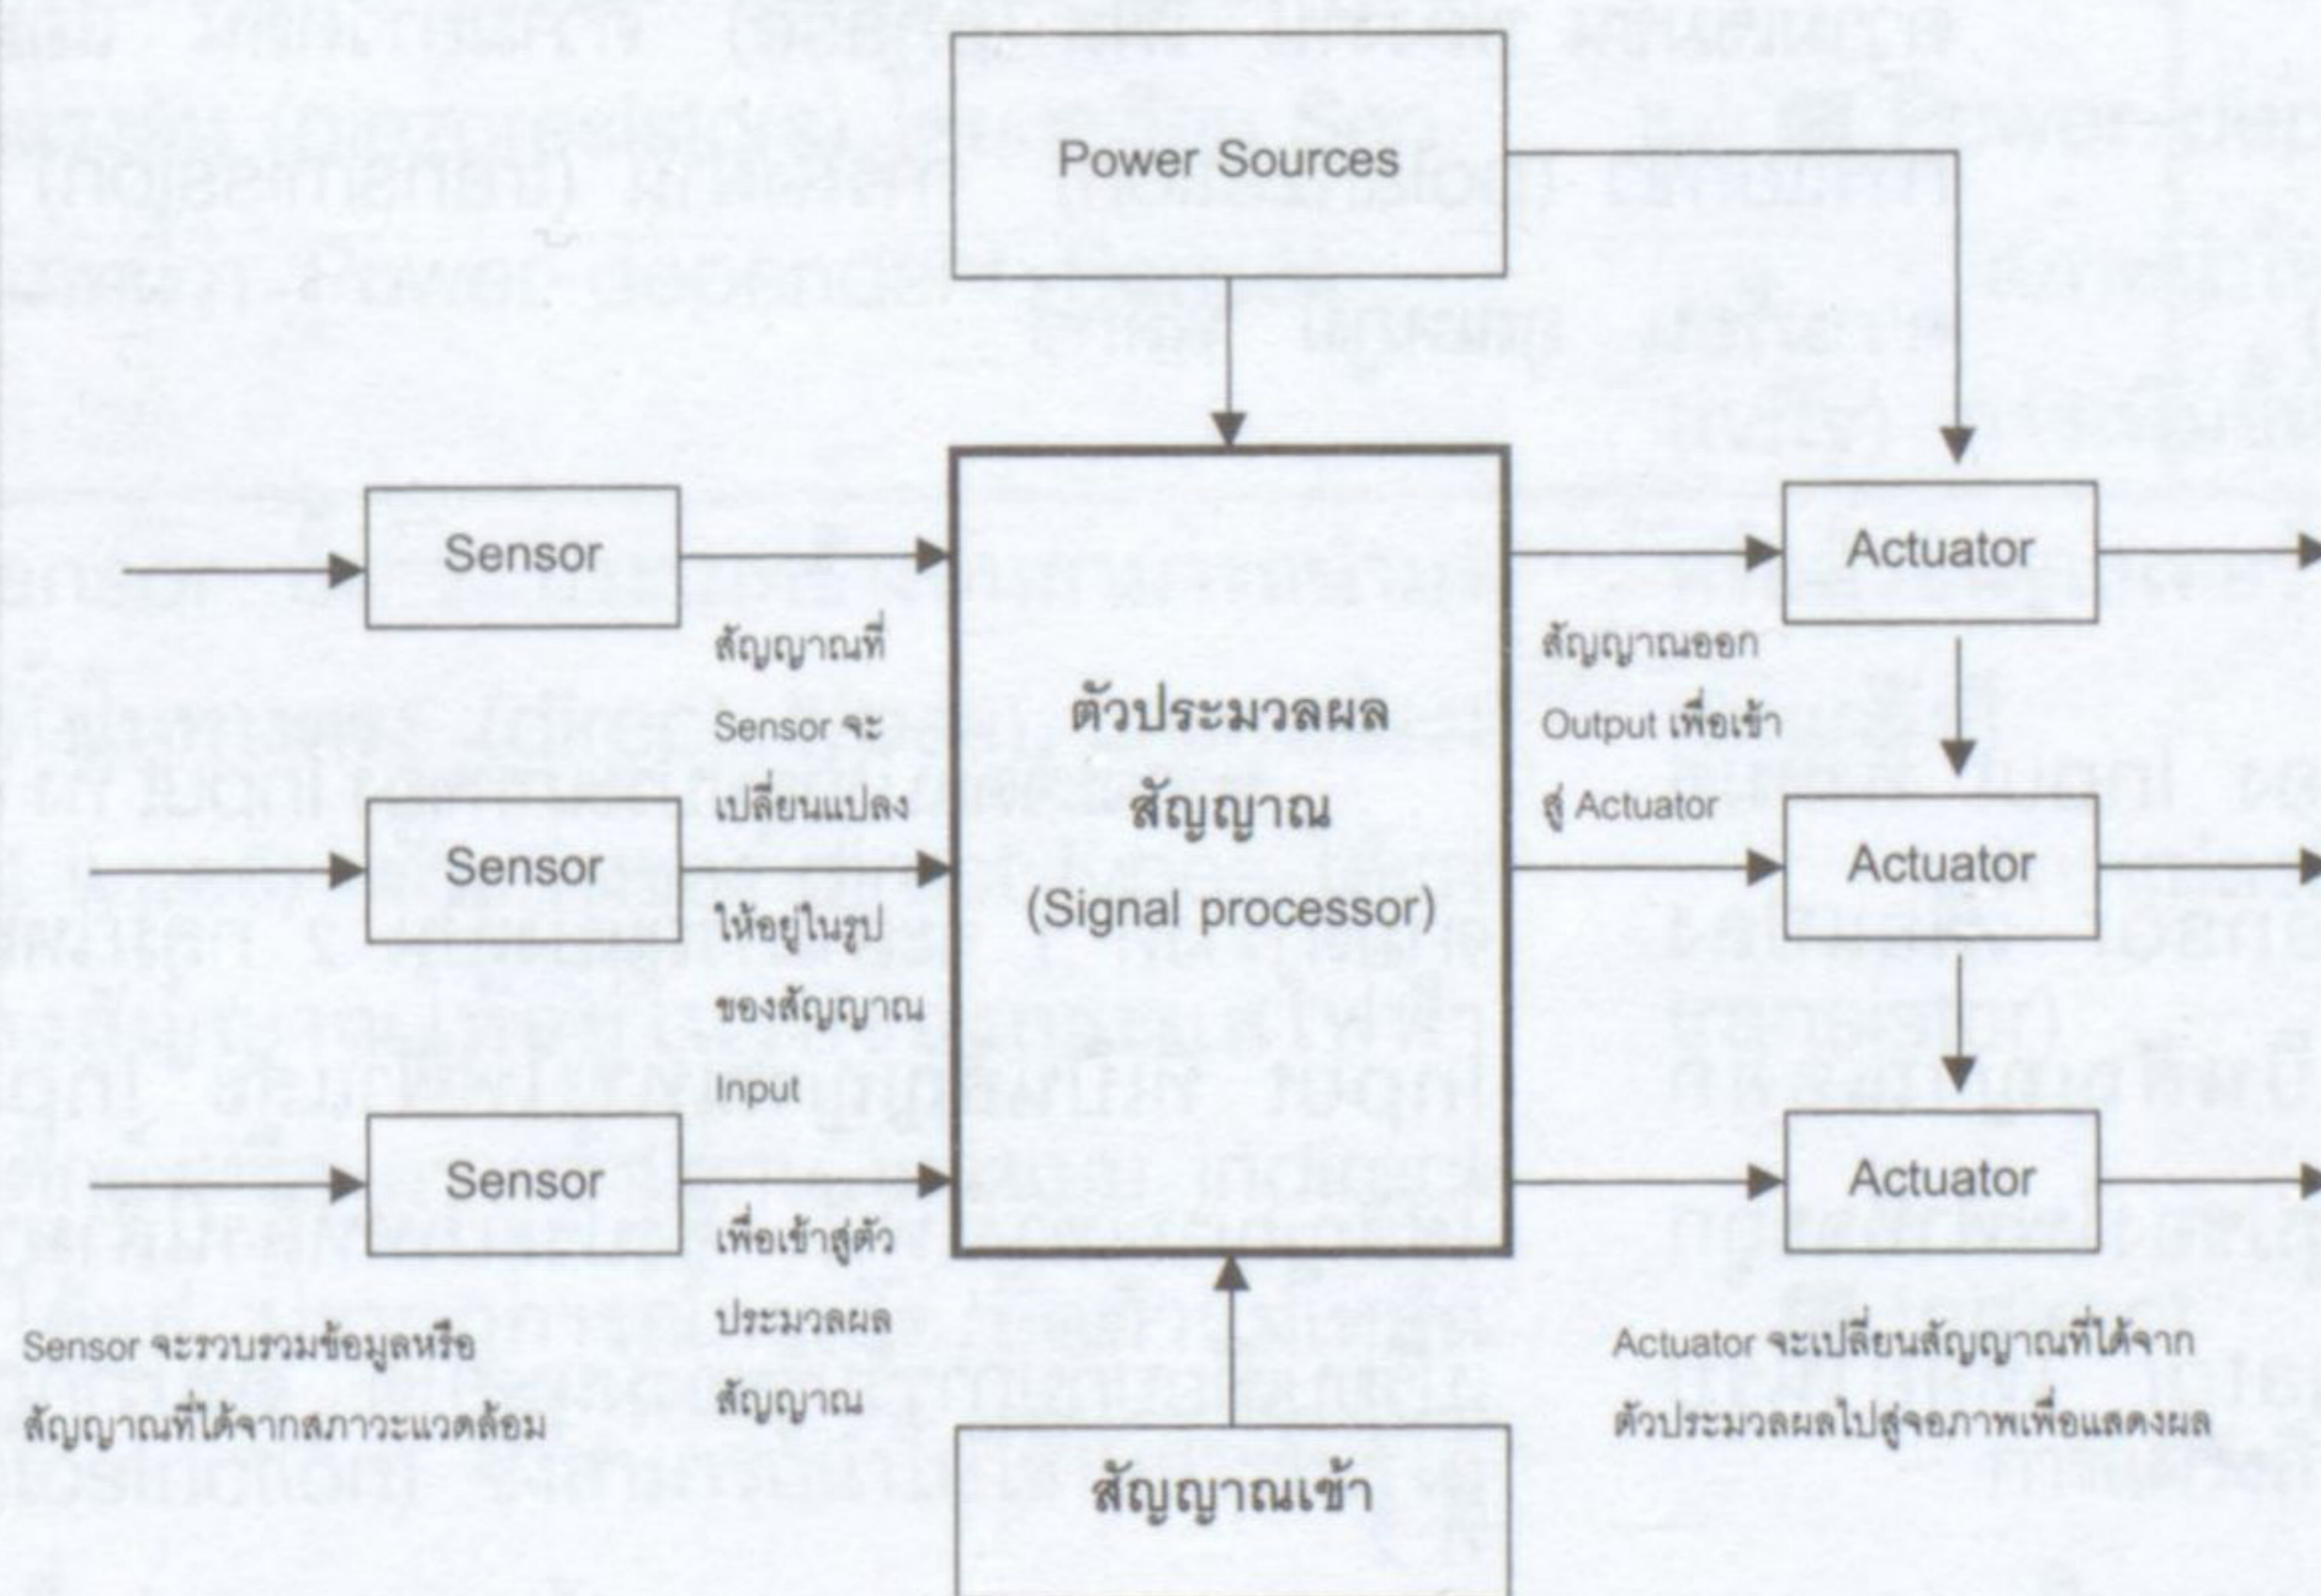 Power Sources
Sensor
Sensor
Sensor
สัญญาณที่
Sensor จะ
เปลี่ยนแปลง
ให้อยู่ในรูป
ของสัญญาณ
Input
เพื่อเข้าสู่ตัว
ประมวลผล
สัญญาณ
ตัวประมวลผล
สัญญาณ
(Signal processor)
สัญญาณออก
Output เพื่อเข้า
สู่ Actuator
Actuator
Actuator
Actuator
Sensor จะรวบรวมข้อมูลหรือ
สัญญาณที่ได้จากสภาวะแวดล้อม
Actuator จะเปลี่ยนสัญญาณที่ได้จาก
ตัวประมวลผลไปสู่จอภาพเพื่อแสดงผล
สัญญาณเข้า